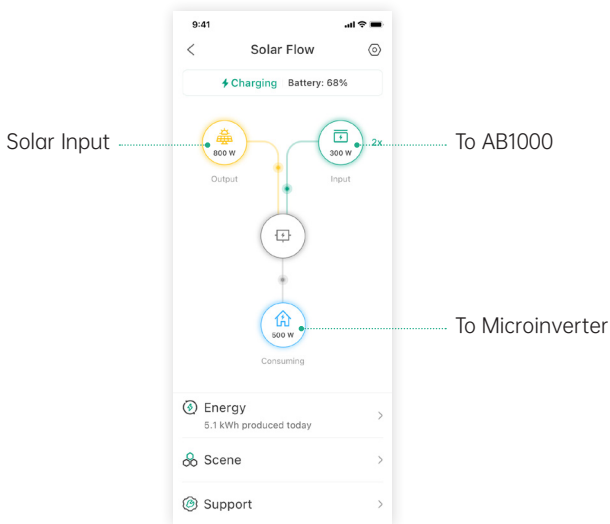 9:41
Solar Flow
Charging Battery: 68%
Solar Input
800 W
300 W
2x
To AB1000
Output
Input
500 W
To Microinverter
Consuming
Energy
5.1 kWh produced today
Scene
Support